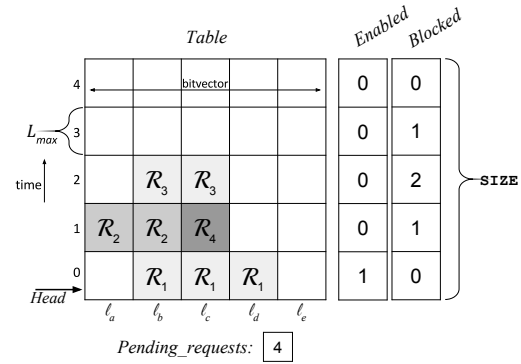 Table Enabled Blocked
4 bitvector 0 0
L_max 3 0 1
time 2 R_3 R_3 0 2 SIZE
1 R_2 R_2 R_4 0 1
0 R_1 R_1 R_1 1 0
Head
ℓ_a ℓ_b ℓ_c ℓ_d ℓ_e
Pending_requests: 4